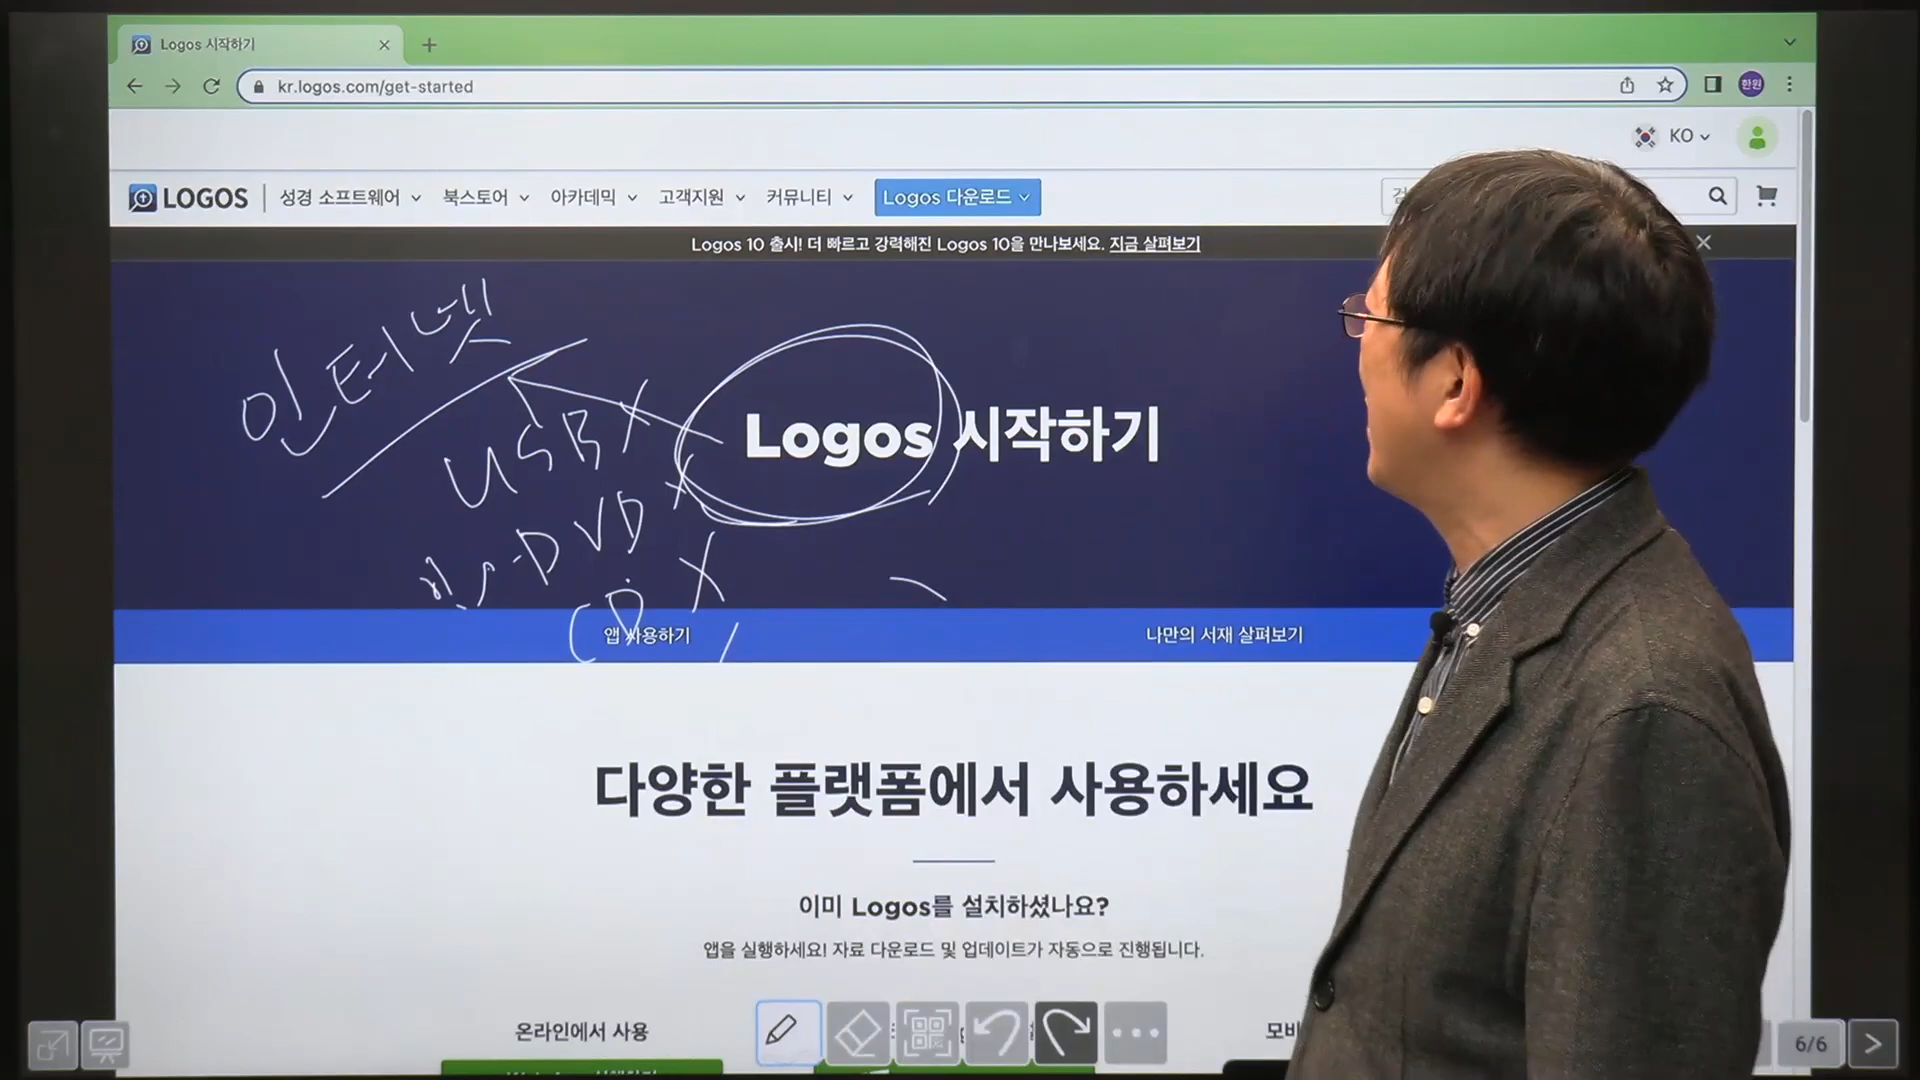 Logos 시작하기
kr.logos.com/get-started
한원
KO
LOGOS 성경 소프트웨어 북스토어 아카데믹 고객지원 커뮤니티 Logos 다운로드
Logos 10 출시! 더 빠르고 강력해진 Logos 10을 만나보세요. 지금 살펴보기
인터넷
USB X
DVD X
CD X
Logos 시작하기
앱 사용하기
나만의 서재 살펴보기
다양한 플랫폼에서 사용하세요
이미 Logos를 설치하셨나요?
앱을 실행하세요! 자료 다운로드 및 업데이트가 자동으로 진행됩니다.
온라인에서 사용
모바
6/6